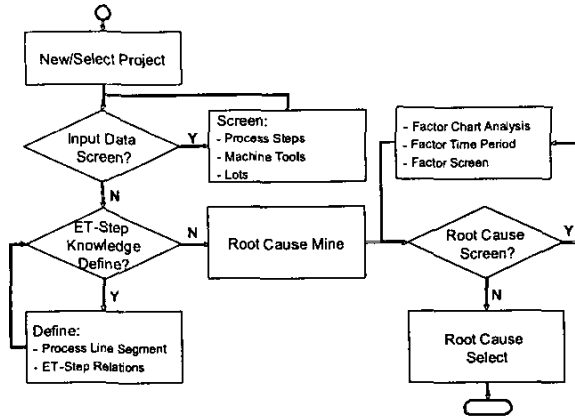 New/Select Project
Input Data
Screen?
Y
N
Screen:
- Process Steps
- Machine Tools
- Lots
ET-Step
Knowledge
Define?
N
Y
Define:
- Process Line Segment
- ET-Step Relations
Root Cause Mine
- Factor Chart Analysis
- Factor Time Period
- Factor Screen
Root Cause
Screen?
Y
N
Root Cause
Select